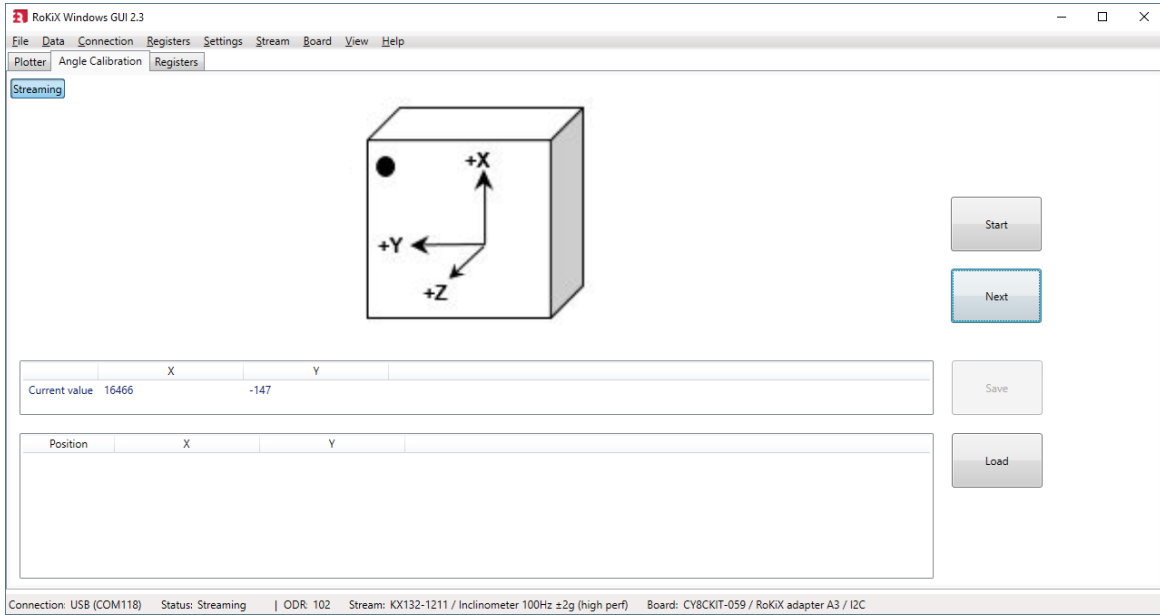 RoKiX Windows GUI 2.3
File Data Connection Registers Settings Stream Board View Help
Plotter Angle Calibration Registers
Streaming
+X
+Y
+Z
Start
Next
X Y
Current value 16466 -147
Save
Position X Y
Load
Connection: USB (COM118) Status: Streaming | ODR: 102 Stream: KX132-1211 / Inclinometer 100Hz ±2g (high perf) Board: CY8CKIT-059 / RoKiX adapter A3 / I2C